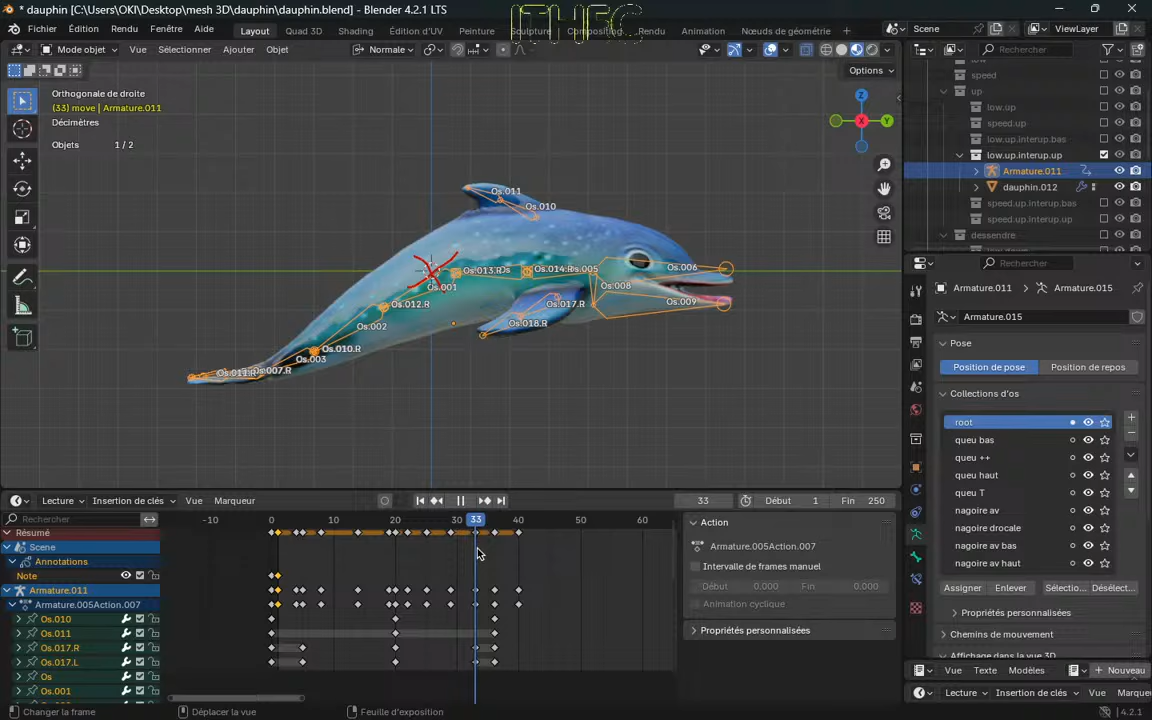 * dauphin [C:\Users\OKI\Desktop\mesh 3D\dauphin\dauphin.blend] - Blender 4.2.1 LTS
Fichier Édition Rendu Fenêtre Aide Layout Quad 3D Shading Édition d'UV Peinture Sculpture Compositing Rendu Animation Nœuds de géométrie Scene ViewLayer
ITHFC
Mode objet Vue Sélectionner Ajouter Objet Normale Rechercher
Options
Orthogonale de droite
(33) move | Armature.011
Décimètres
Objets 1 / 2
Z
X
Y
low
speed
up
low.up
speed.up
low.up.interup.bas
low.up.interup.up
Armature.011
dauphin.012
speed.up.interup.bas
speed.up.interup.up
dessendre
Os.011
Os.010
Os.013.R
Os
Os.014.R
Os.005
Os.006
Os.001
Os.008
Os.009
Os.012.R
Os.017.R
Os.002
Os.018.R
Os.010.R
Os.003
Os.007.R
Rechercher
Armature.011 Armature.015
Armature.015
Pose
Position de pose Position de repos
Collections d'os
root
queu bas
queu ++
queu haut
queu T
nagoire av
nagoire drocale
nagoire av bas
nagoire av haut
Assigner Enlever Sélectio... Désélect...
Propriétés personnalisées
Chemins de mouvement
Affichage dans la vue 3D
Vue Texte Modèles Nouveau
Lecture Insertion de clés Vue Marque
Lecture Insertion de clés Vue Marqueur 33 Début 1 Fin 250
Rechercher
-10 0 10 20 30 33 40 50 60
Résumé
Scene
Annotations
Note
Armature.011
Armature.005Action.007
Os.010
Os.011
Os.017.R
Os.017.L
Os
Os.001
Action
Armature.005Action.007
Intervalle de frames manuel
Début 0.000 Fin 0.000
Animation cyclique
Propriétés personnalisées
Changer la frame Déplacer la vue Feuille d'exposition 4.2.1